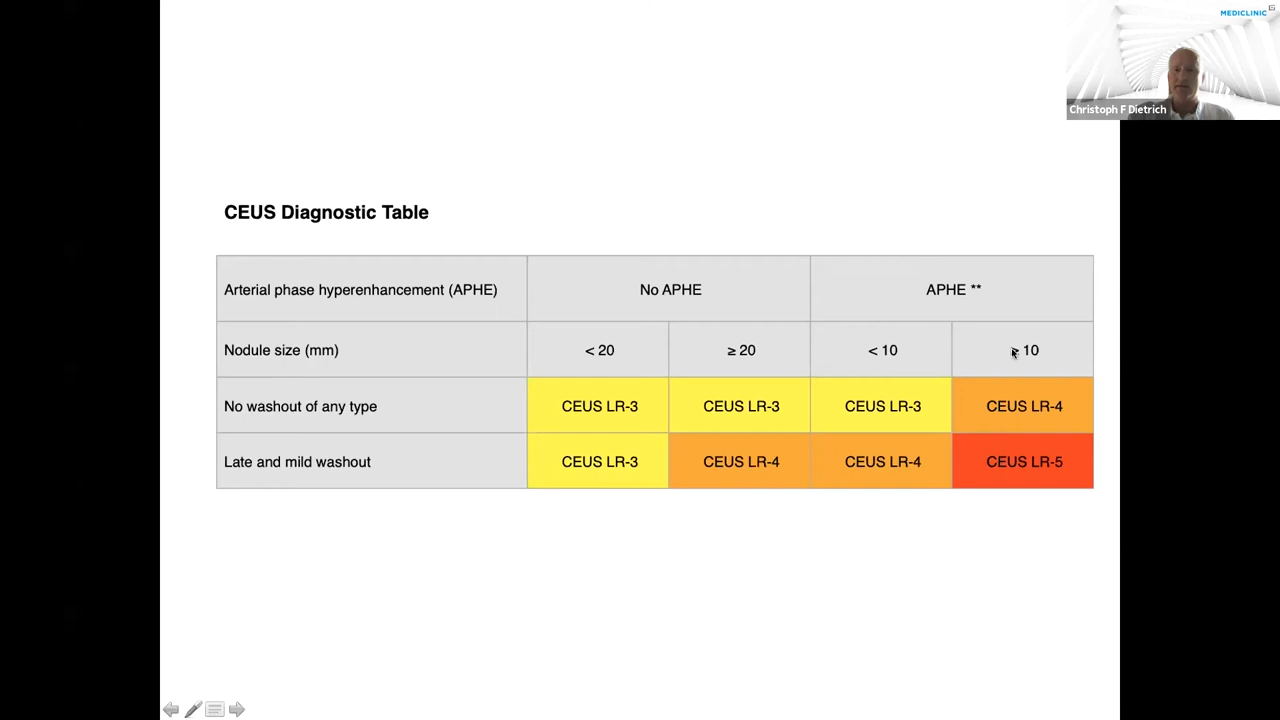 MEDICLINIC
Christoph F Dietrich
CEUS Diagnostic Table
Arterial phase hyperenhancement (APHE) No APHE APHE **
Nodule size (mm) < 20 ≥ 20 < 10 ≥ 10
No washout of any type CEUS LR-3 CEUS LR-3 CEUS LR-3 CEUS LR-4
Late and mild washout CEUS LR-3 CEUS LR-4 CEUS LR-4 CEUS LR-5